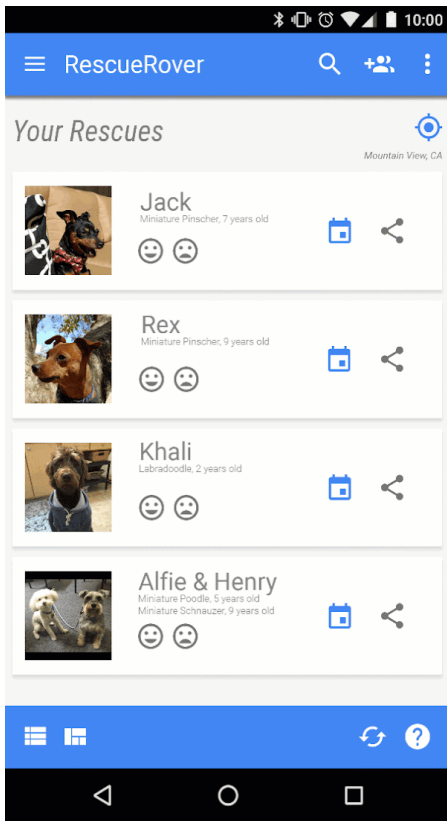 10:00
RescueRover
Your Rescues
Mountain View, CA
Jack
Miniature Pinscher, 7 years old
Rex
Miniature Pinscher, 9 years old
Khali
Labradoodle, 2 years old
Alfie & Henry
Miniature Poodle, 5 years old
Miniature Schnauzer, 9 years old